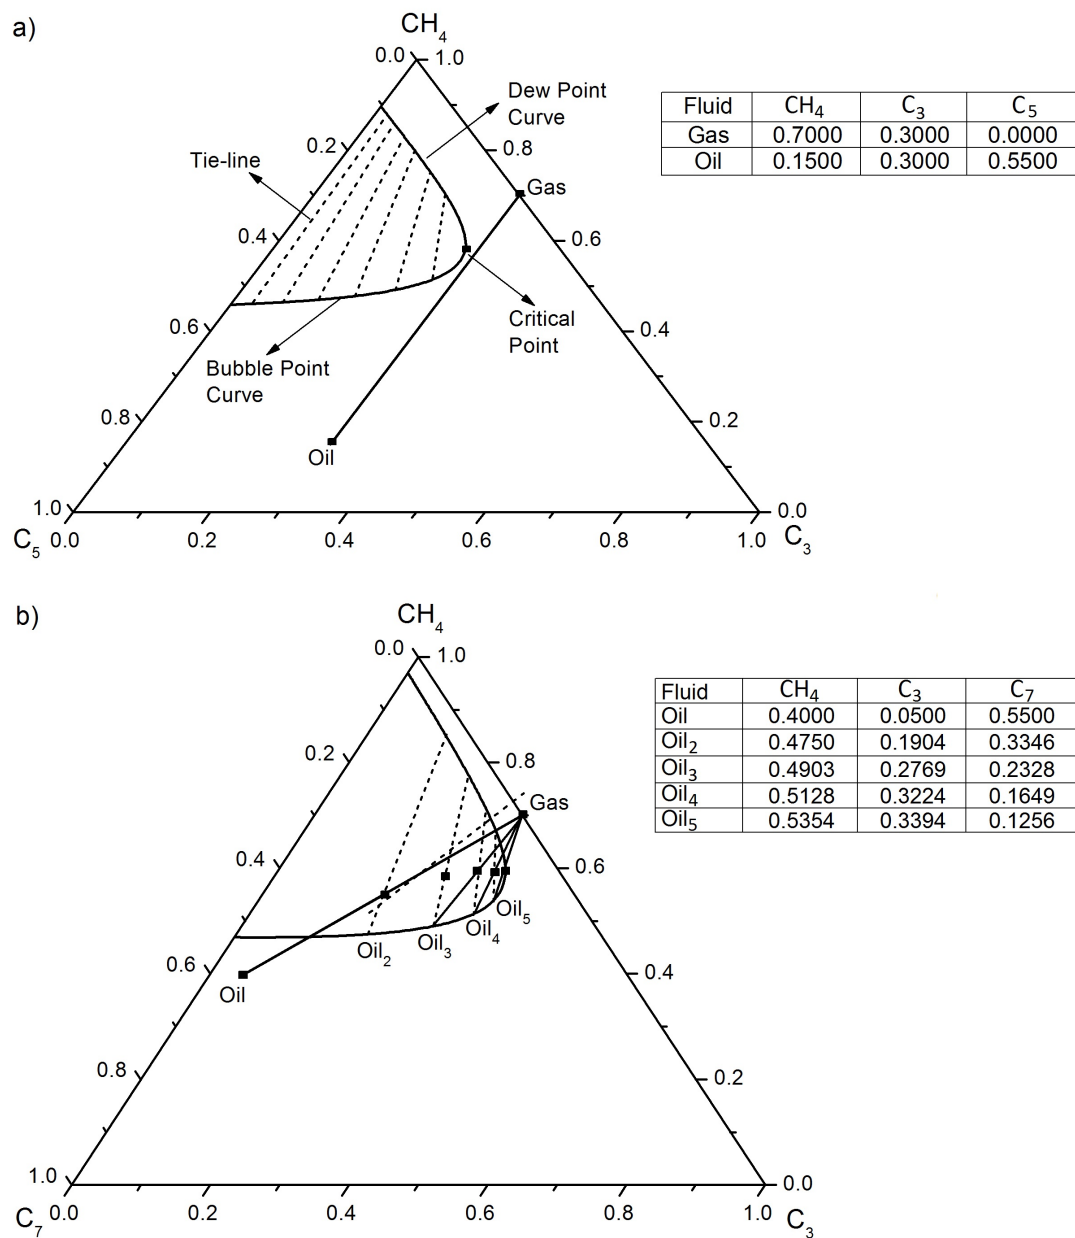 a)
CH₄
0.0 1.0
Dew Point
Curve
Fluid CH₄ C₃ C₅
Gas 0.7000 0.3000 0.0000
Oil 0.1500 0.3000 0.5500
0.2
0.8
Tie-line
Gas
0.4
0.6
Critical
Point
0.6
0.4
Bubble Point
Curve
0.8
0.2
Oil
1.0
0.0
C₅ 0.0 0.2 0.4 0.6 0.8 1.0 C₃
b)
CH₄
0.0 1.0
Fluid CH₄ C₃ C₇
Oil 0.4000 0.0500 0.5500
Oil₂ 0.4750 0.1904 0.3346
Oil₃ 0.4903 0.2769 0.2328
Oil₄ 0.5128 0.3224 0.1649
Oil₅ 0.5354 0.3394 0.1256
0.2
0.8
Gas
0.4
0.6
Oil₅
Oil₄
Oil₃
Oil₂
0.6
0.4
Oil
0.8
0.2
1.0
0.0
C₇ 0.0 0.2 0.4 0.6 0.8 1.0 C₃